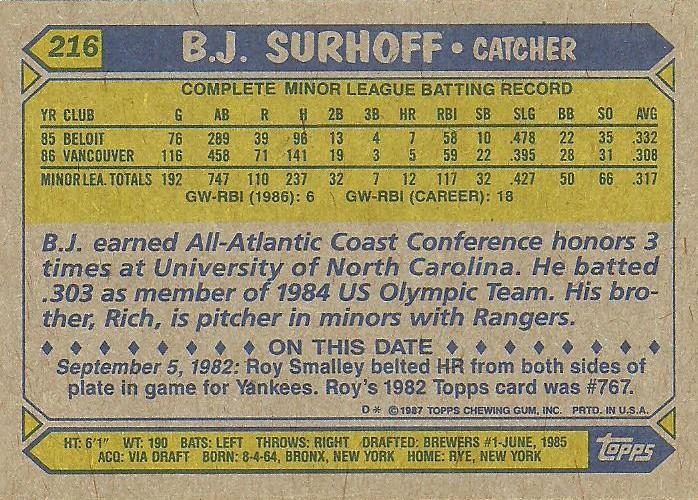 216 B.J. SURHOFF • CATCHER
COMPLETE MINOR LEAGUE BATTING RECORD
YR CLUB G AB R H 2B 3B HR RBI SB SLG BB SO AVG
85 BELOIT 76 289 39 96 13 4 7 58 10 .478 22 35 .332
86 VANCOUVER 116 458 71 141 19 3 5 59 22 .395 28 31 .308
MINOR LEA. TOTALS 192 747 110 237 32 7 12 117 32 .427 50 66 .317
GW-RBI (1986): 6 GW-RBI (CAREER): 18
B.J. earned All-Atlantic Coast Conference honors 3
times at University of North Carolina. He batted
.303 as member of 1984 US Olympic Team. His bro-
ther, Rich, is pitcher in minors with Rangers.
♦ ♦ ♦ ♦ ♦ ♦ ♦ ♦ ON THIS DATE ♦ ♦ ♦ ♦ ♦ ♦ ♦ ♦
September 5, 1982: Roy Smalley belted HR from both sides of
plate in game for Yankees. Roy's 1982 Topps card was #767.
D* ©1987 TOPPS CHEWING GUM, INC. PRTD. IN U.S.A.
HT: 6'1" WT: 190 BATS: LEFT THROWS: RIGHT DRAFTED: BREWERS #1-JUNE, 1985
ACQ: VIA DRAFT BORN: 8-4-64, BRONX, NEW YORK HOME: RYE, NEW YORK
topps